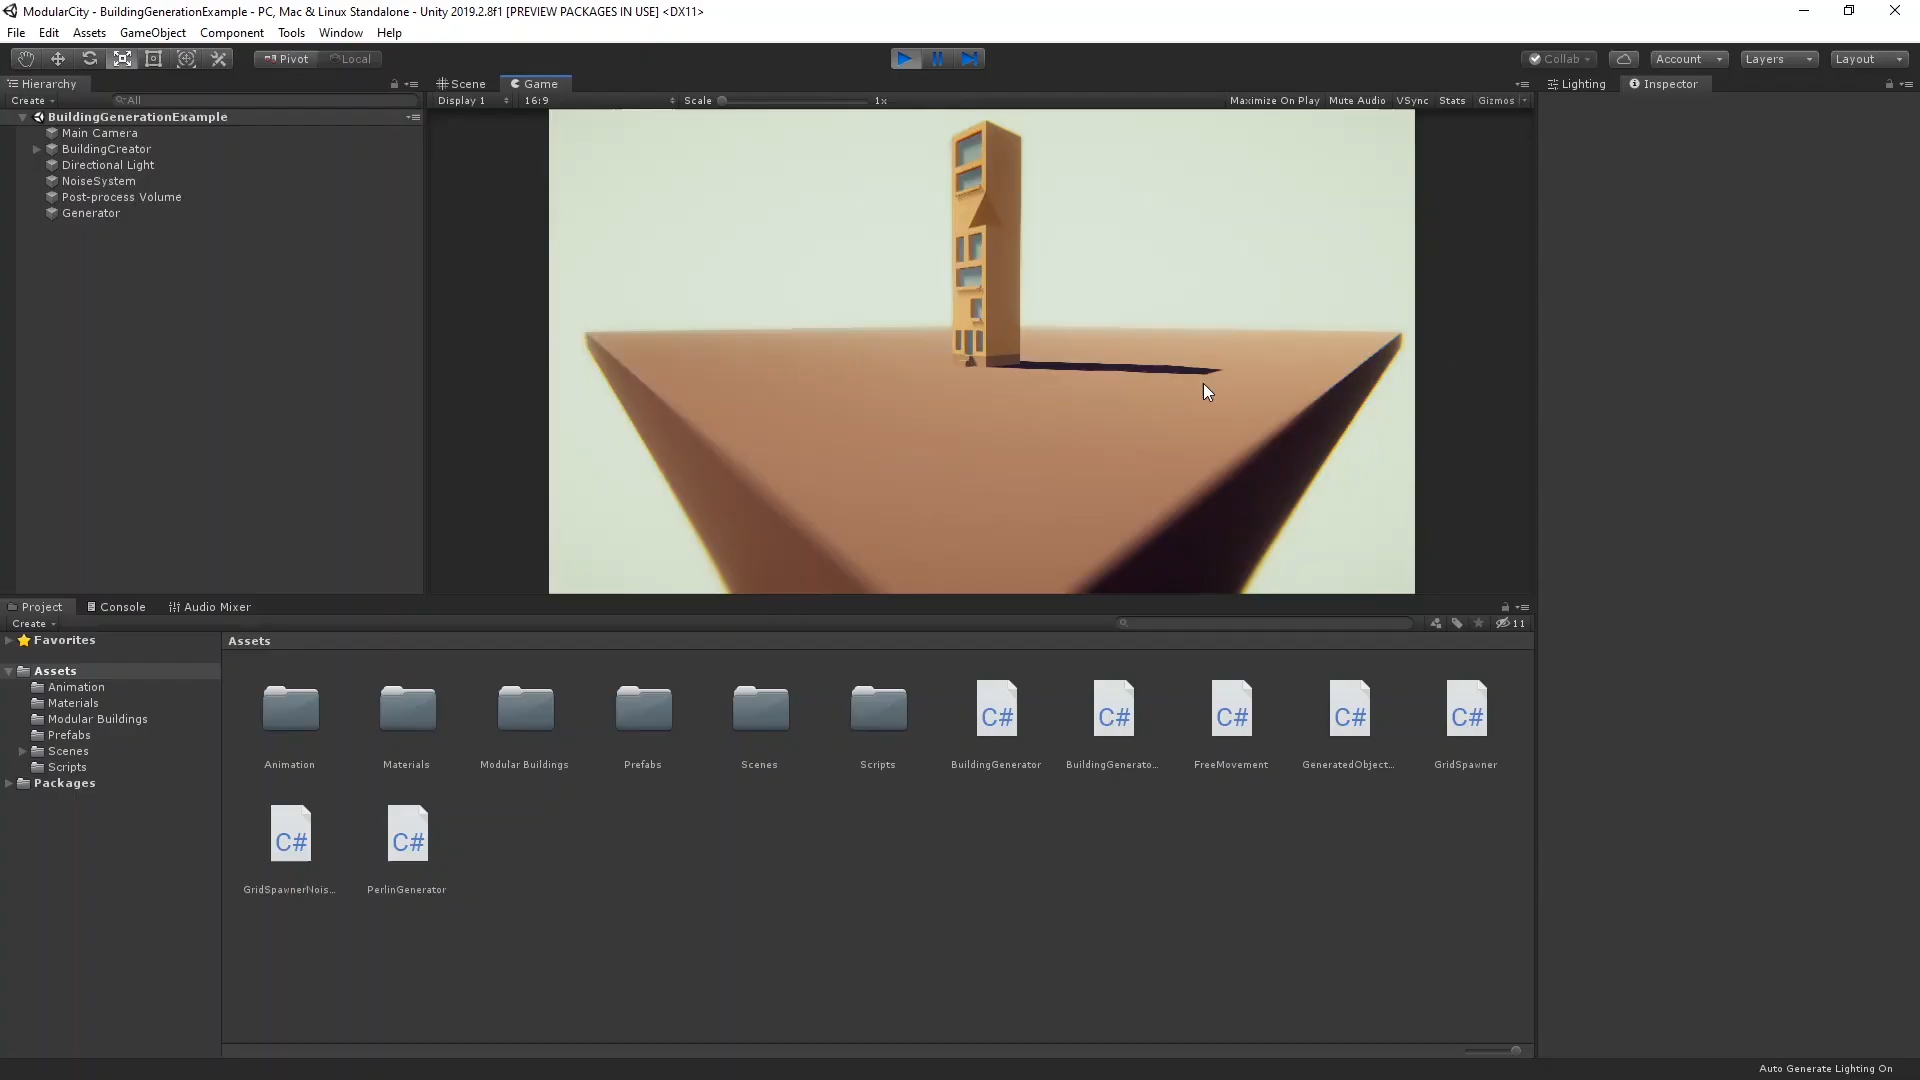 ModularCity - BuildingGenerationExample - PC, Mac & Linux Standalone - Unity 2019.2.8f1 [PREVIEW PACKAGES IN USE] <DX11>
File Edit Assets GameObject Component Tools Window Help
Pivot Local Collab Account Layers Layout
Hierarchy Scene Game Lighting Inspector
Create All Display 1 16:9 Scale 1x Maximize On Play Mute Audio VSync Stats Gizmos
BuildingGenerationExample
Main Camera
BuildingCreator
Directional Light
NoiseSystem
Post-process Volume
Generator
Project Console Audio Mixer
Create 11
Favorites
Assets
Animation
Materials
Modular Buildings
Prefabs
Scenes
Scripts
Packages
Assets
C# C# C# C# C#
Animation Materials Modular Buildings Prefabs Scenes Scripts BuildingGenerator BuildingGenerato... FreeMovement GeneratedObject... GridSpawner
C# C#
GridSpawnerNois... PerlinGenerator
Auto Generate Lighting On